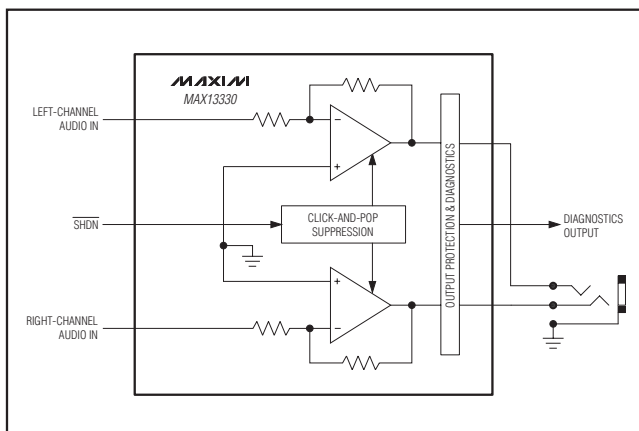 MAXIM
MAX13330
LEFT-CHANNEL
AUDIO IN
SHDN
CLICK-AND-POP
SUPPRESSION
OUTPUT PROTECTION & DIAGNOSTICS
DIAGNOSTICS
OUTPUT
RIGHT-CHANNEL
AUDIO IN
- 
+
+
-